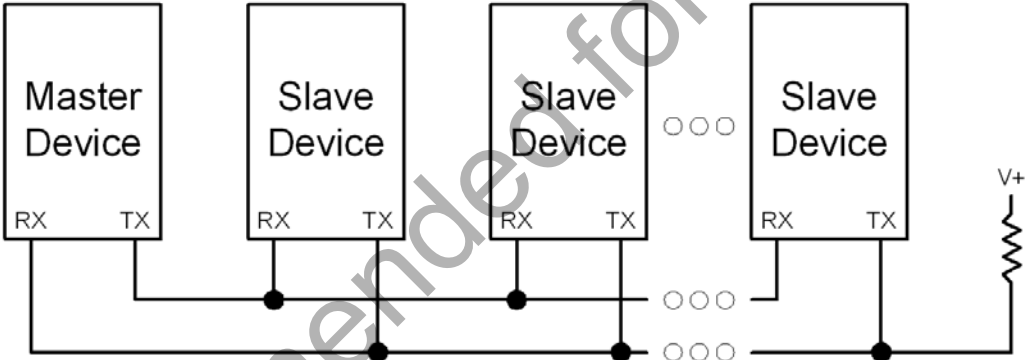 Master
Device
Slave
Device
Slave
Device
Slave
Device
RX TX
RX TX
RX TX
RX TX
V+